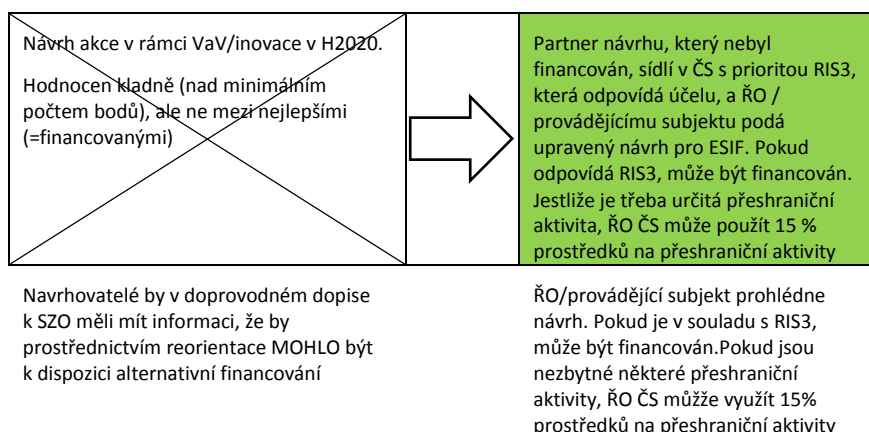 Návrh akce v rámci VaV/inovace v H2020.
Hodnocen kladně (nad minimálním
počtem bodů), ale ne mezi nejlepšími
(=financovanými)
Partner návrhu, který nebyl
financován, sídlí v ČS s prioritou RIS3,
která odpovídá účelu, a ŘO /
provádějícímu subjektu podá
upravený návrh pro ESIF. Pokud
odpovídá RIS3, může být financován.
Jestliže je třeba určitá přeshraniční
aktivita, ŘO ČS může použít 15 %
prostředků na přeshraniční aktivity
Navrhovatelé by v doprovodném dopise
k SZO měli mít informaci, že by
prostřednictvím reorientace MOHLO být
k dispozici alternativní financování
ŘO/provádějící subjekt prohlédne
návrh. Pokud je v souladu s RIS3,
může být financován.Pokud jsou
nezbytné některé přeshraniční
aktivity, ŘO ČS můžže využít 15%
prostředků na přeshraniční aktivity